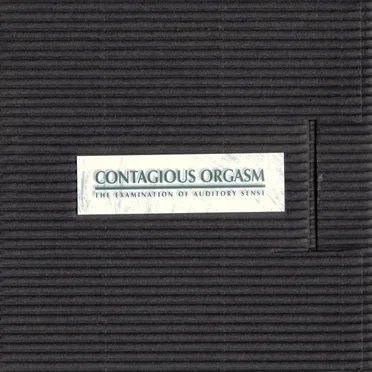 CONTAGIOUS ORGASM
THE EXAMINATION OF AUDITORY SENSE